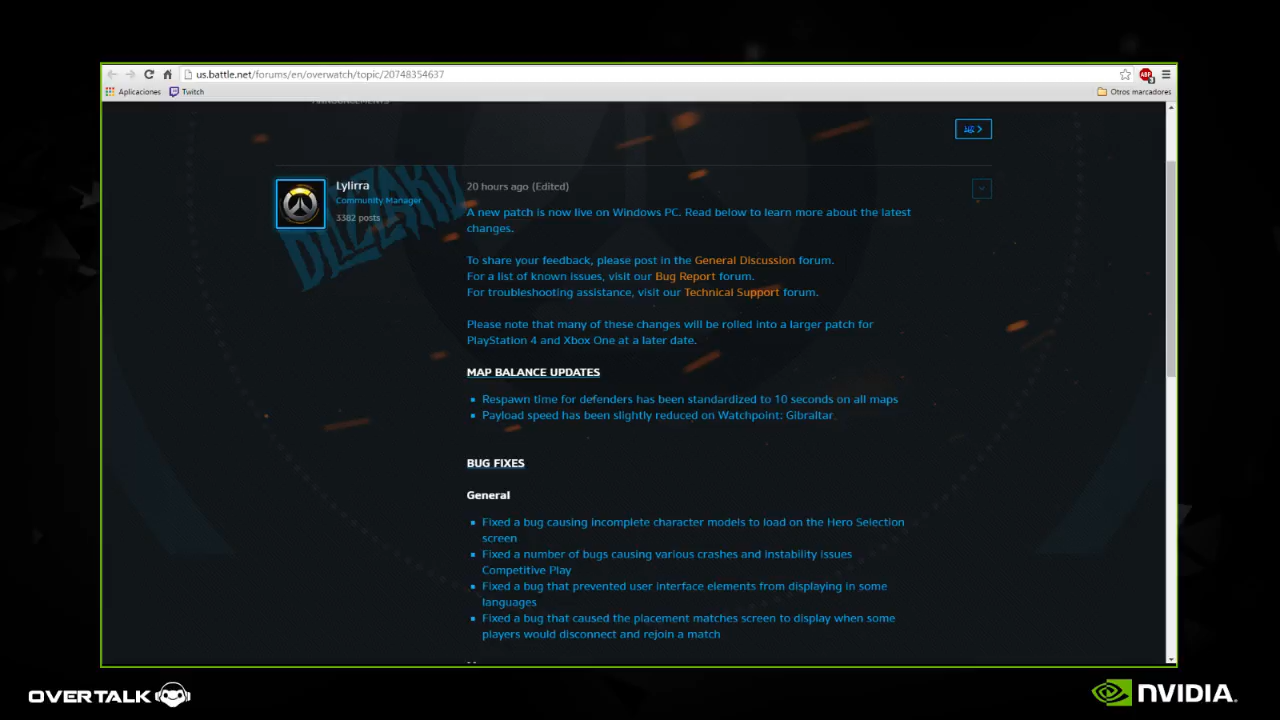 us.battle.net/forums/en/overwatch/topic/20748354637
ABP
Aplicaciones
Twitch
Otros marcadores
ANNOUNCEMENTS
BLIZZARD
Lylirra
Community Manager
3382 posts
20 hours ago (Edited)
A new patch is now live on Windows PC. Read below to learn more about the latest
changes.
To share your feedback, please post in the General Discussion forum.
For a list of known issues, visit our Bug Report forum.
For troubleshooting assistance, visit our Technical Support forum.
Please note that many of these changes will be rolled into a larger patch for
PlayStation 4 and Xbox One at a later date.
MAP BALANCE UPDATES
Respawn time for defenders has been standardized to 10 seconds on all maps
Payload speed has been slightly reduced on Watchpoint: Gibraltar
BUG FIXES
General
Fixed a bug causing incomplete character models to load on the Hero Selection
screen
Fixed a number of bugs causing various crashes and instability issues
Competitive Play
Fixed a bug that prevented user interface elements from displaying in some
languages
Fixed a bug that caused the placement matches screen to display when some
players would disconnect and rejoin a match
OVERTALK
NVIDIA.